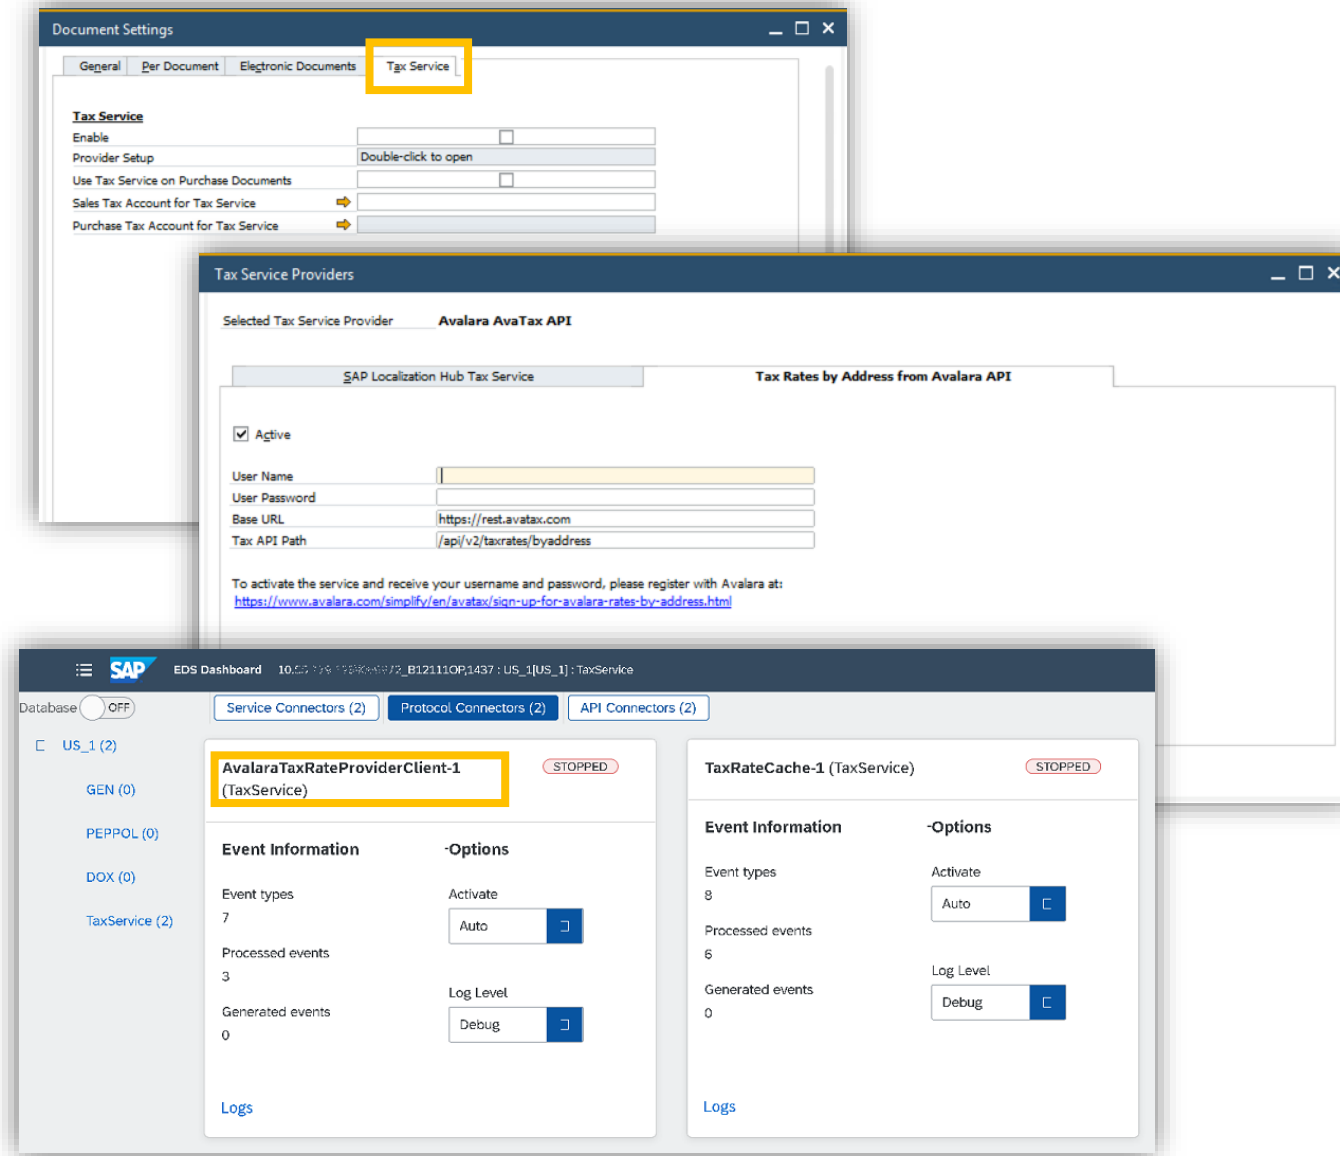 Document Settings
General Per Document Electronic Documents Tax Service
Tax Service
Enable
Provider Setup Double-click to open
Use Tax Service on Purchase Documents
Sales Tax Account for Tax Service
Purchase Tax Account for Tax Service
Tax Service Providers
Selected Tax Service Provider Avalara AvaTax API
SAP Localization Hub Tax Service Tax Rates by Address from Avalara API
Active
User Name
User Password
Base URL https://rest.avatax.com
Tax API Path /api/v2/taxrates/byaddress
To activate the service and receive your username and password, please register with Avalara at:
https://www.avalara.com/simplify/en/avatax/sign-up-for-avalara-rates-by-address.html
SAP EDS Dashboard _B12111OP,1437 : US_1[US_1] : TaxService
Database OFF Service Connectors (2) Protocol Connectors (2) API Connectors (2)
US_1 (2)
GEN (0)
PEPPOL (0)
DOX (0)
TaxService (2)
AvalaraTaxRateProviderClient-1 STOPPED
(TaxService)
Event Information -Options
Event types Activate
7 Auto
Processed events
3
Log Level
Generated events Debug
0
Logs
TaxRateCache-1 (TaxService) STOPPED
Event Information -Options
Event types Activate
8 Auto
Processed events
6
Log Level
Generated events Debug
0
Logs